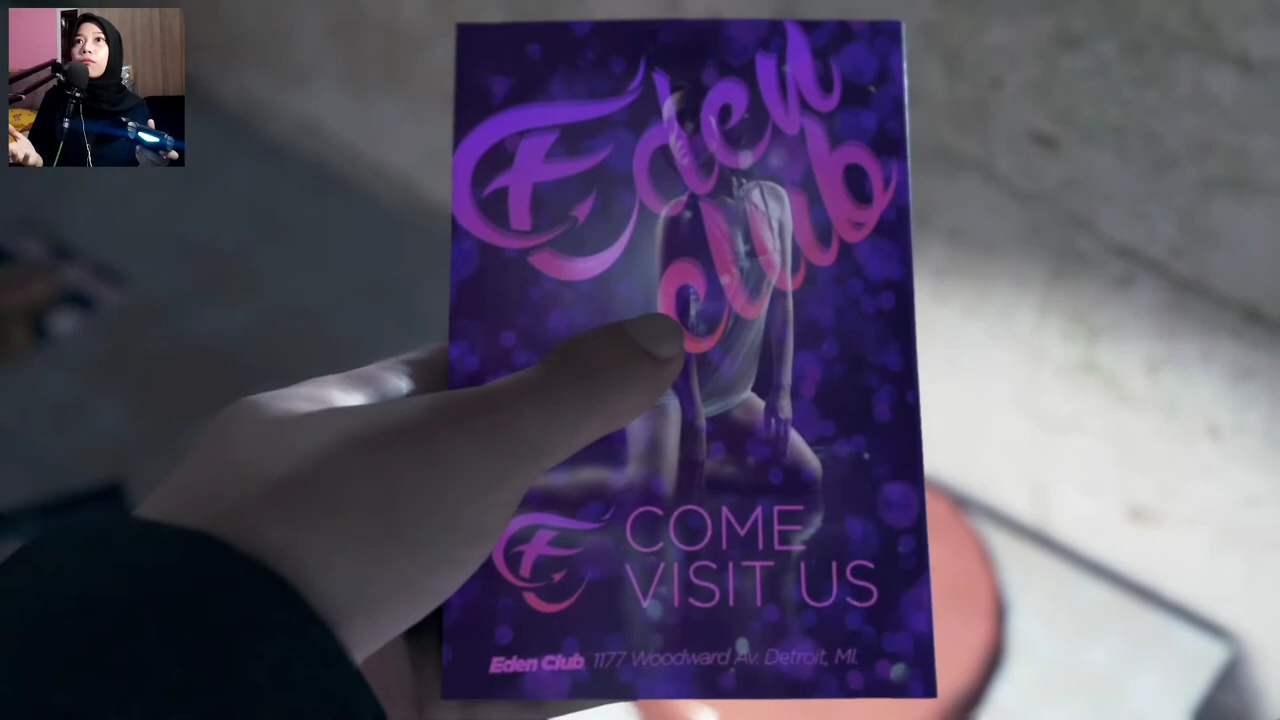 Eden
club
COME
VISIT US
Eden Club, 1177 Woodward Av. Detroit, MI.